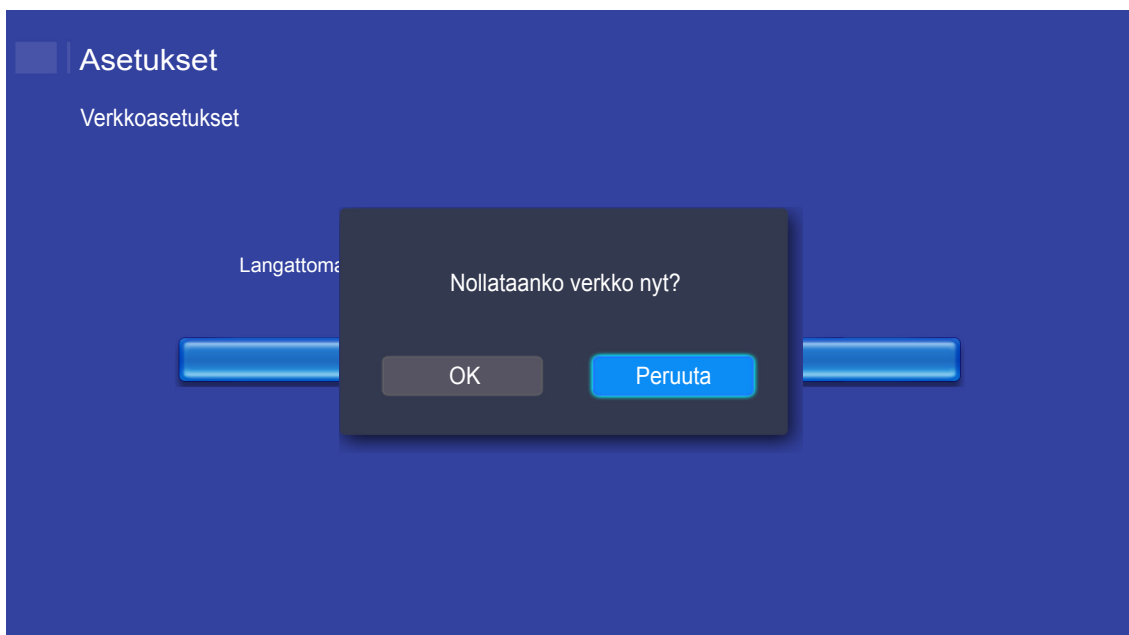 Asetukset
Verkkoasetukset
Nollataanko verkko nyt?
OK
Peruuta